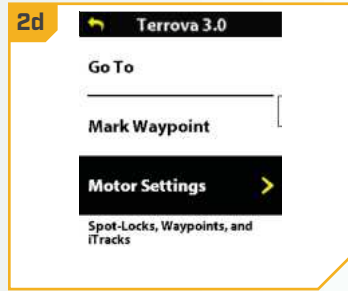 2d
Terrova 3.0
Go To
Mark Waypoint
Motor Settings
Spot-Locks, Waypoints, and
iTracks